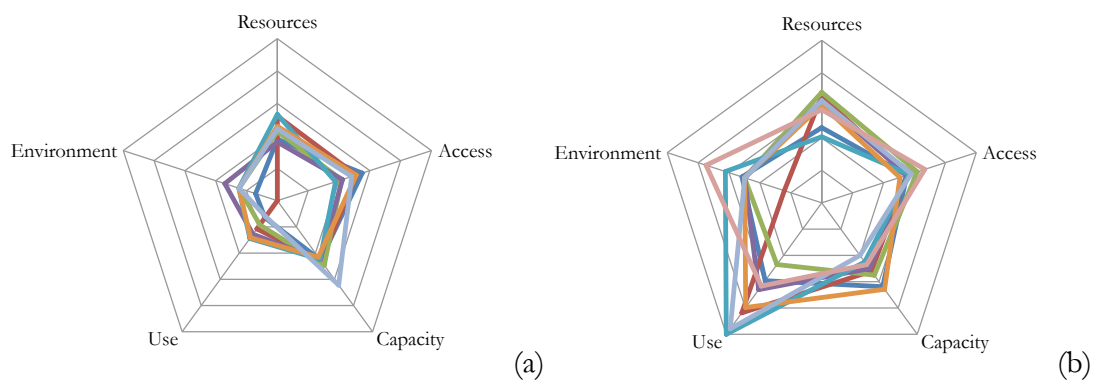 Resources
Environment
Access
Use
Capacity
(a)
Resources
Environment
Access
Use
Capacity
(b)